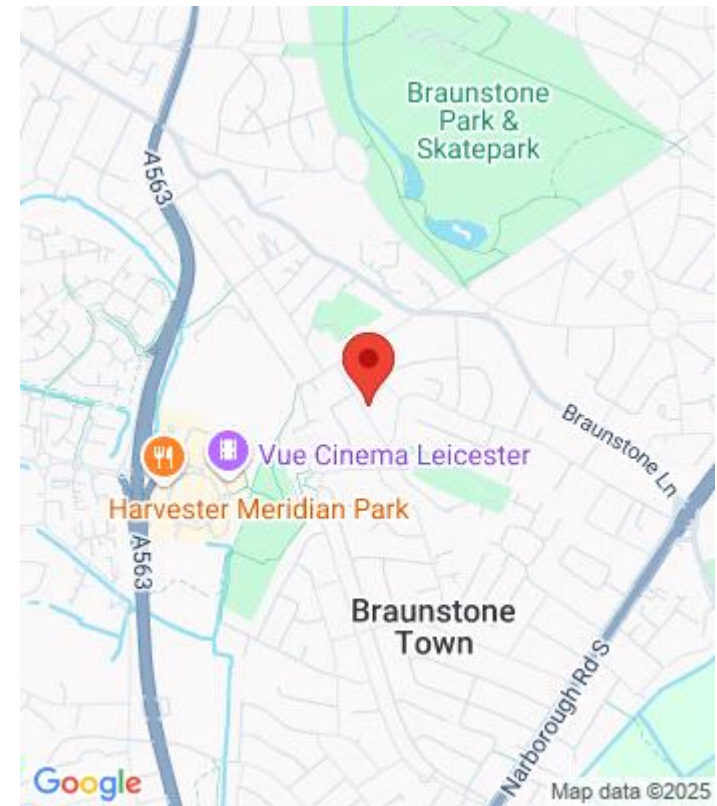 Braunstone
Park &
Skatepark
A563
Braunstone Ln
Vue Cinema Leicester
Harvester Meridian Park
A563
Braunstone
Town
Narborough Rd S
Google
Map data ©2025